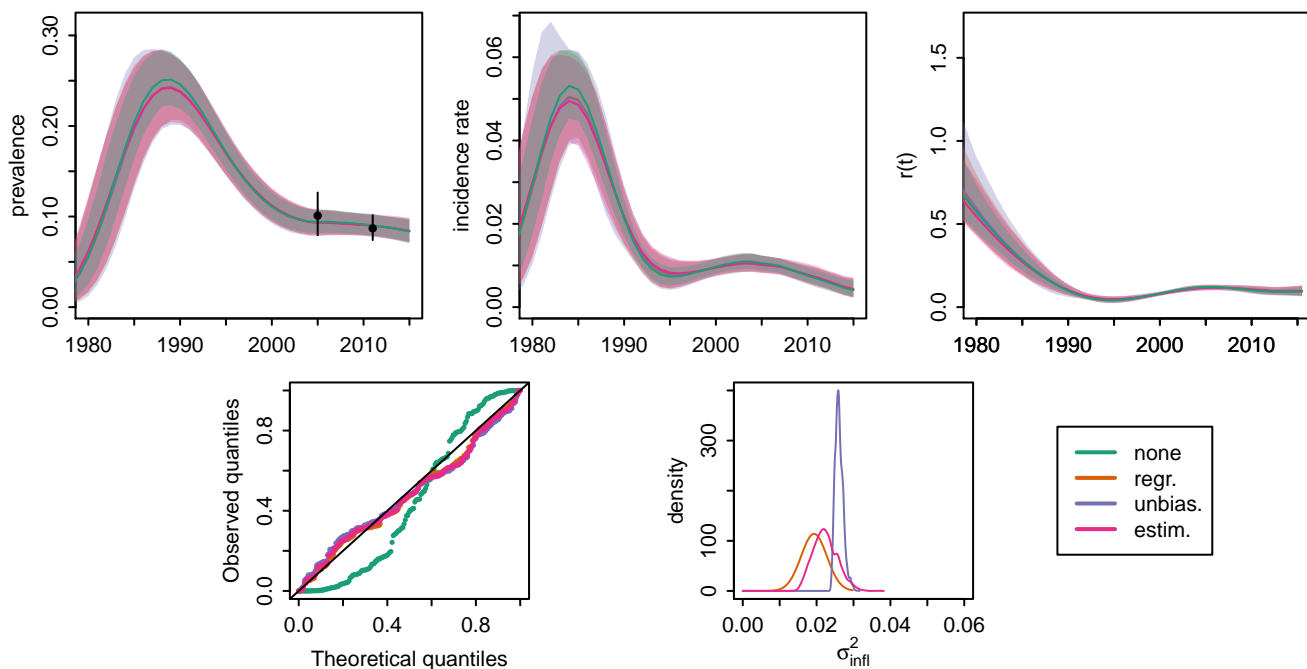 prevalence
0.00 0.10 0.20 0.30
1980 1990 2000 2010
incidence rate
0.00 0.02 0.04 0.06
1980 1990 2000 2010
r(t)
0.0 0.5 1.0 1.5
1980 1990 2000 2010
Observed quantiles
0.0 0.4 0.8
0.0 0.4 0.8
Theoretical quantiles
density
0 100 300
0.00 0.02 0.04 0.06
σ²infl
none
regr.
unbias.
estim.